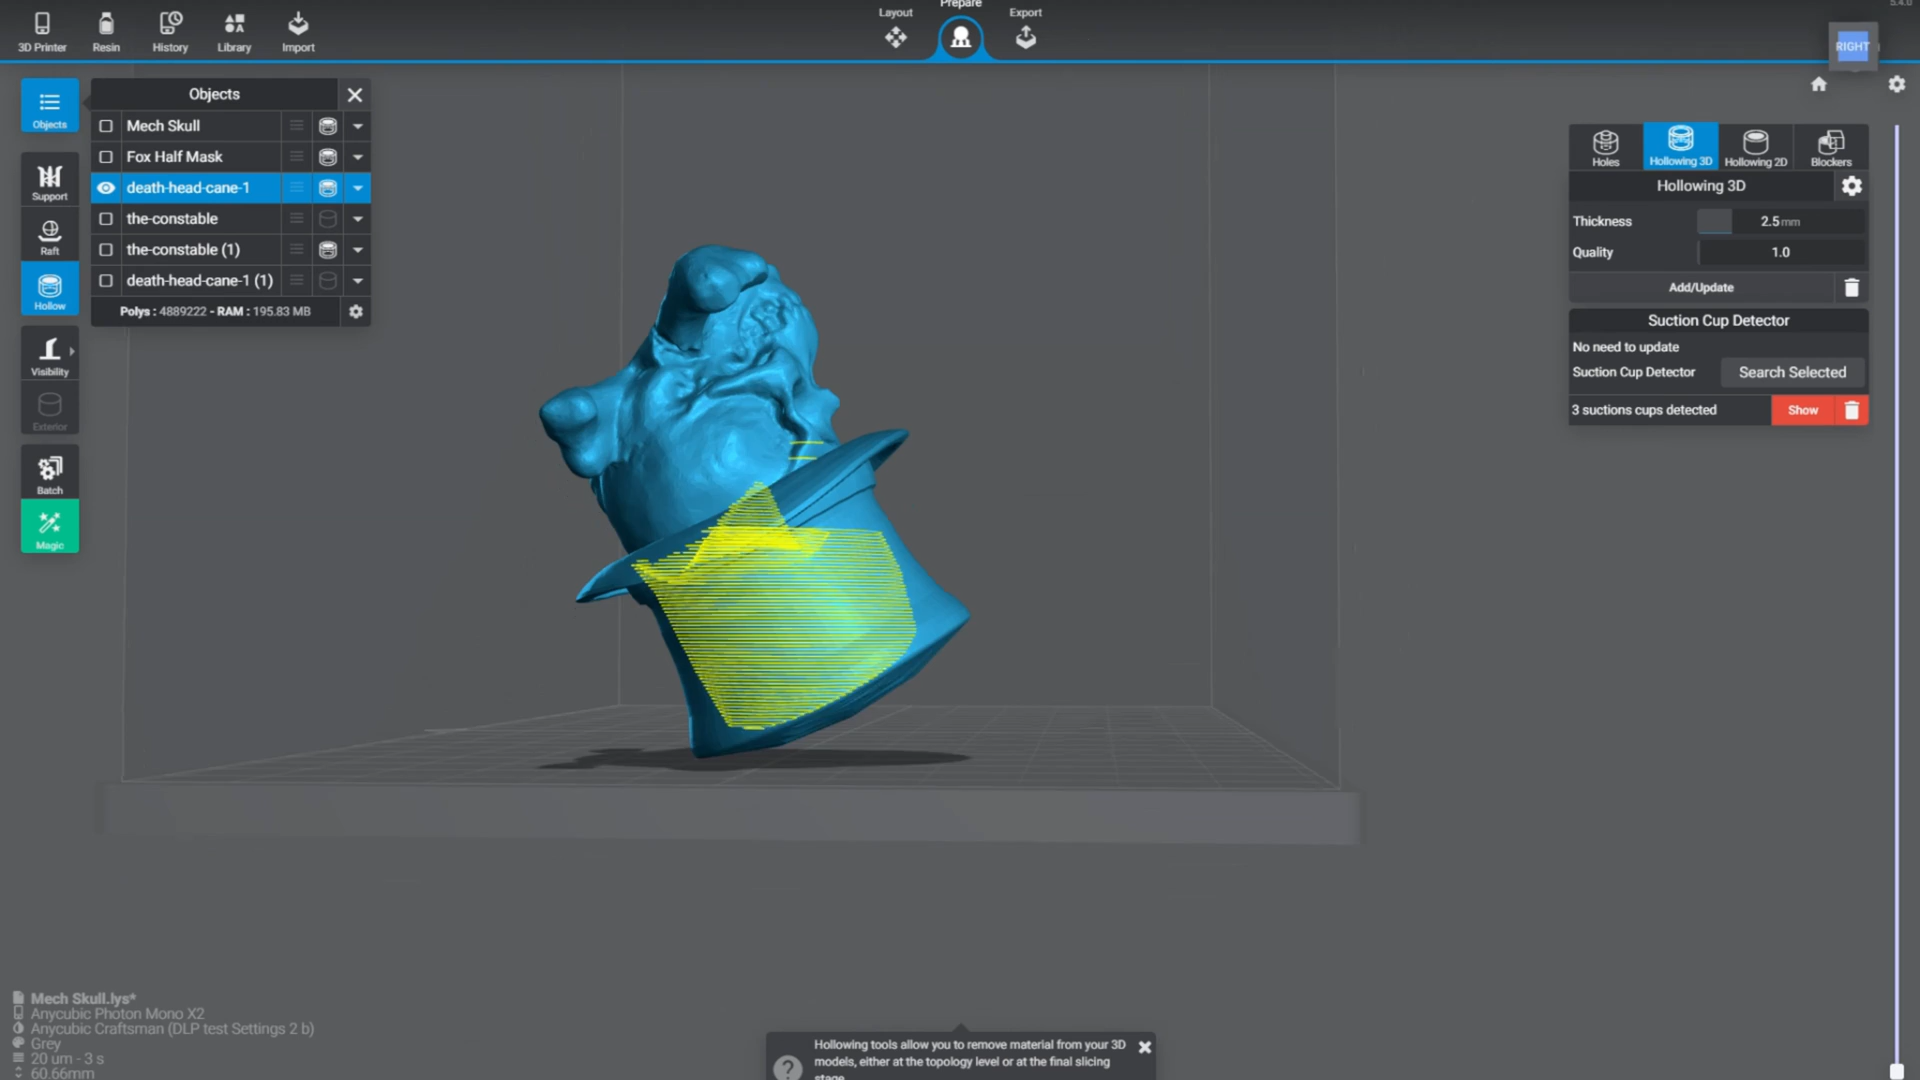 Prepare
Layout
Export
5.4.0
3D Printer
Resin
History
Library
Import
RIGHT
Objects
Objects
Mech Skull
Fox Half Mask
death-head-cane-1
the-constable
the-constable (1)
death-head-cane-1 (1)
Polys : 4889222 - RAM : 195.83 MB
Support
Raft
Hollow
Visibility
Exterior
Batch
Magic
Holes
Hollowing 3D
Hollowing 2D
Blockers
Hollowing 3D
Thickness 2.5 mm
Quality 1.0
Add/Update
Suction Cup Detector
No need to update
Suction Cup Detector Search Selected
3 suctions cups detected Show
Mech Skull.lys*
Anycubic Photon Mono X2
Anycubic Craftsman (DLP test Settings 2 b)
Grey
20 um - 3 s
60.66mm
Hollowing tools allow you to remove material from your 3D
models, either at the topology level or at the final slicing
stage